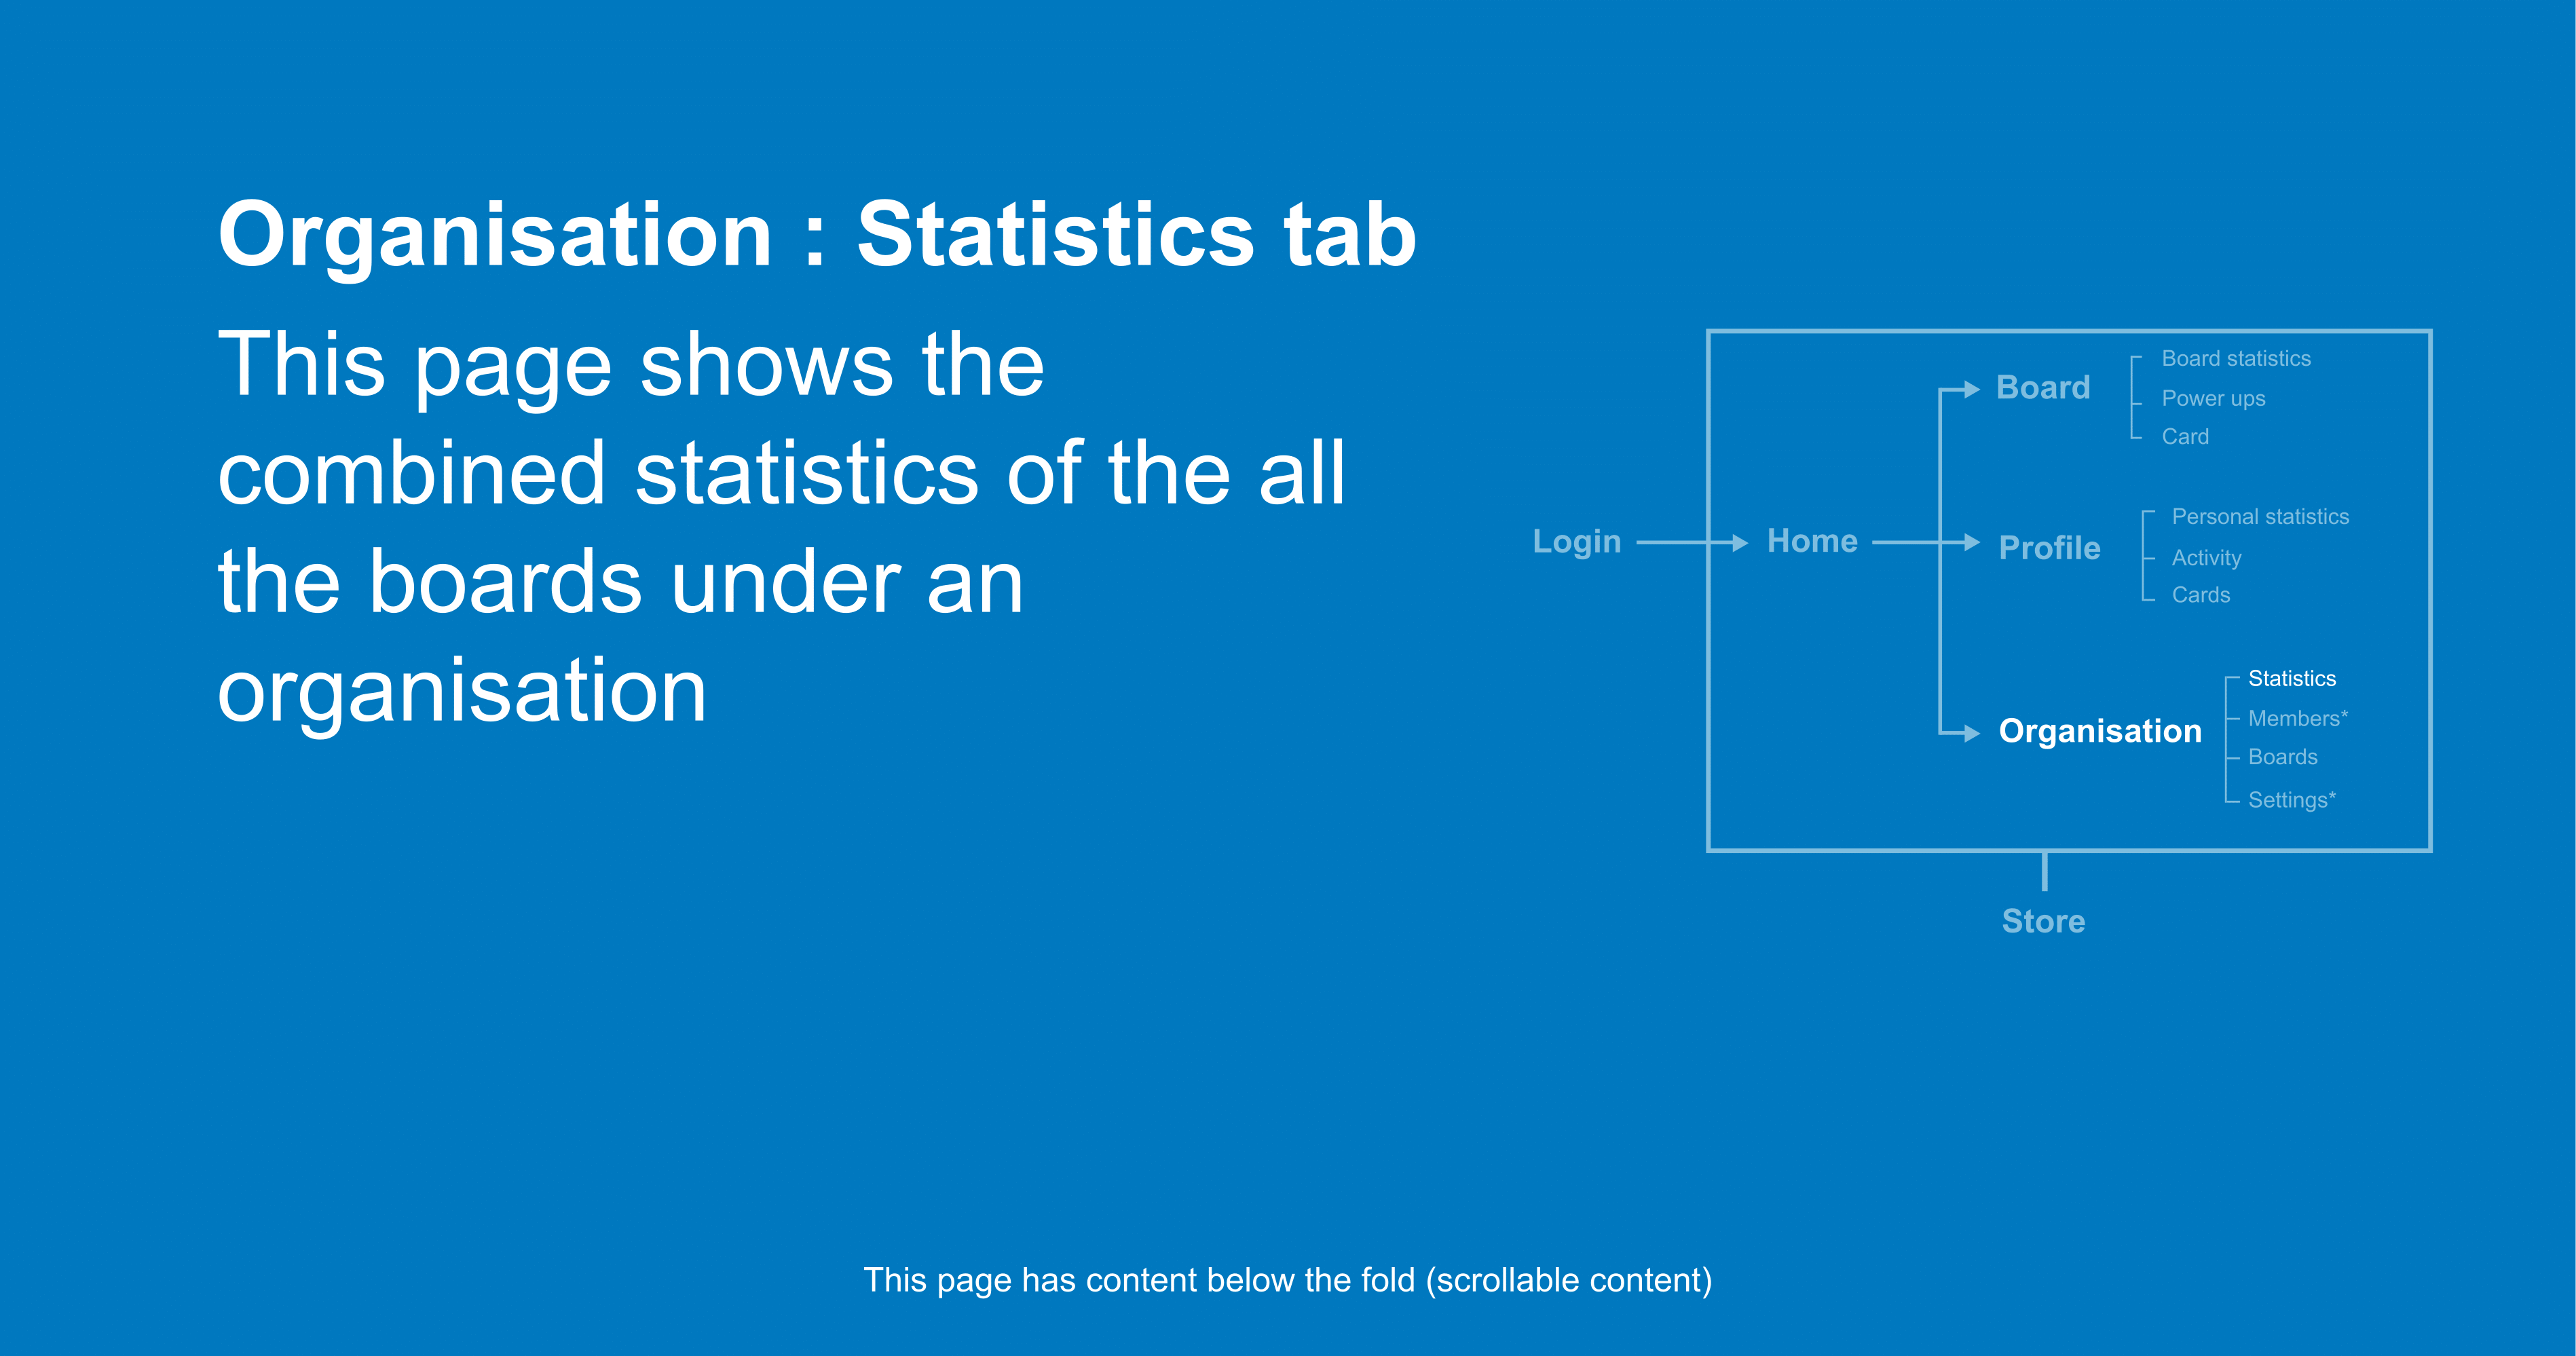 Organisation : Statistics tab
This page shows the
combined statistics of the all
the boards under an
organisation
Board
Board statistics
Power ups
Card
Login
Home
Profile
Personal statistics
Activity
Cards
Organisation
Statistics
Members*
Boards
Settings*
Store
This page has content below the fold (scrollable content)